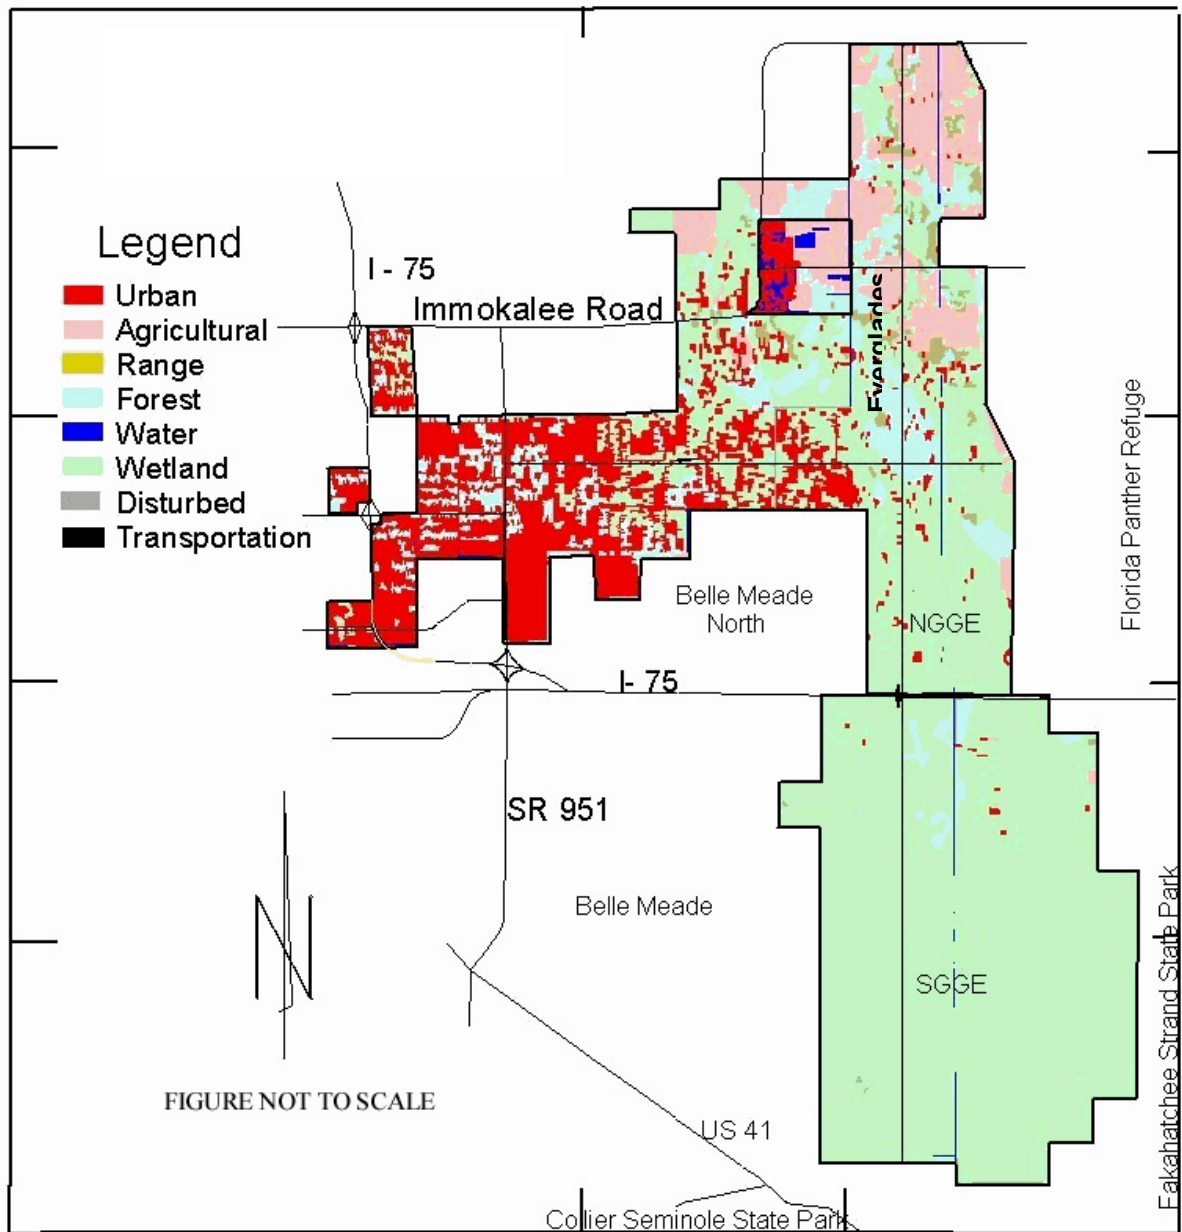 Legend
Urban
Agricultural
Range
Forest
Water
Wetland
Disturbed
Transportation
I - 75
Immokalee Road
Everglades
Florida Panther Refuge
Belle Meade
North
NGGE
I- 75
SR 951
Belle Meade
SGGE
N
FIGURE NOT TO SCALE
US 41
Fakahatchee Strand State Park
Collier Seminole State Park